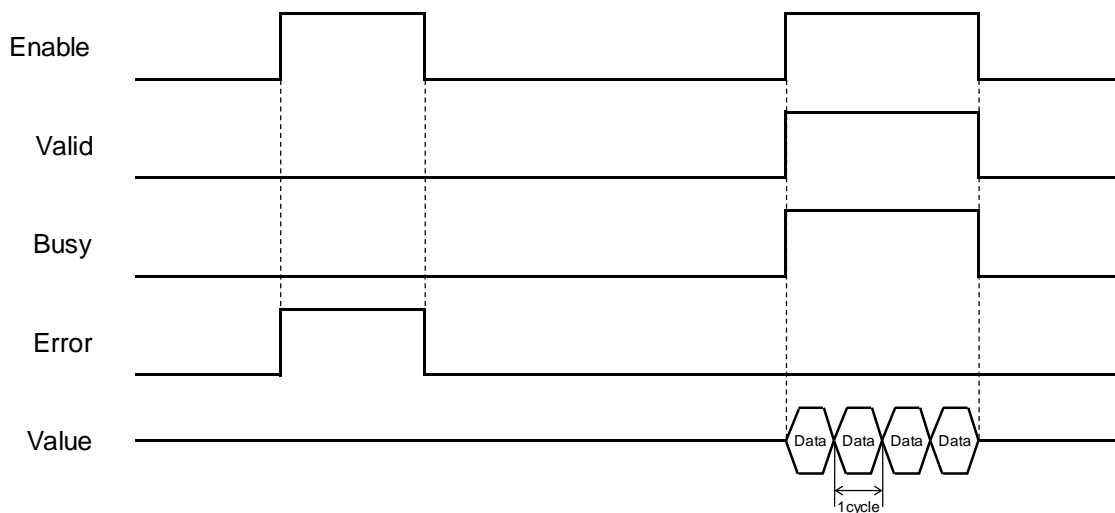 Enable
Valid
Busy
Error
Value
Data Data Data Data
1cycle